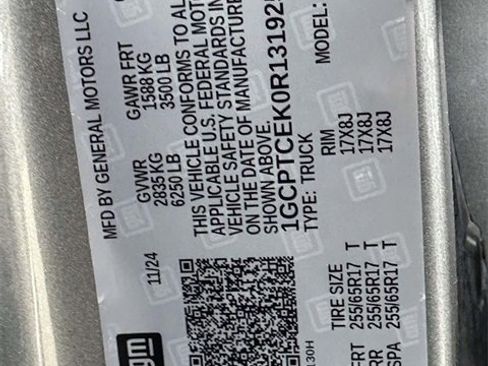 MFD BY GENERAL MOTORS LLC
11/24
GVWR GAWR FRT
2835 KG 1588 KG
6250 LB 3500 LB
THIS VEHICLE CONFORMS TO ALL
APPLICABLE U.S. FEDERAL MOTO
VEHICLE SAFETY STANDARDS IN
ON THE DATE OF MANUFACTURE
SHOWN ABOVE.
1GCPTCEK0R131925
TYPE: TRUCK MODEL:
gm
130H
TIRE SIZE RIM
FRT 255/65R17 T 17X8J
RR 255/65R17 T 17X8J
SPA 255/65R17 T 17X8J